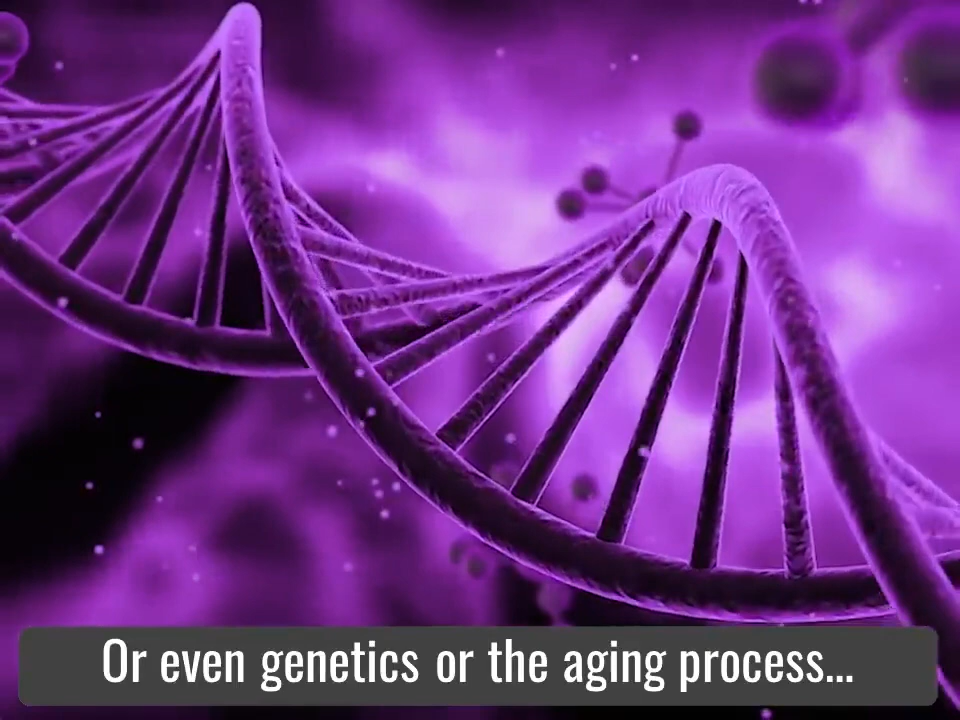 Or even genetics or the aging process...